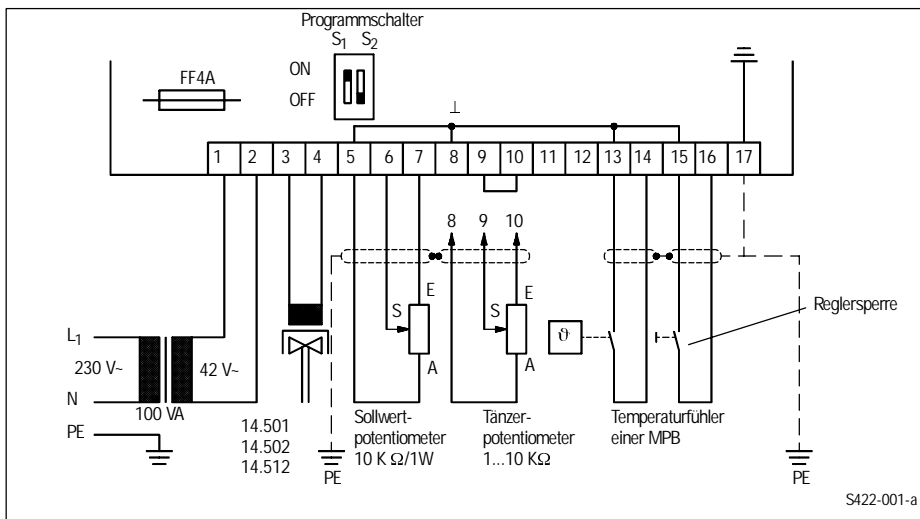 Programmschalter
S1 S2
ON
OFF
FF4A
⊥
1 2 3 4 5 6 7 8 9 10 11 12 13 14 15 16 17
8 9 10
E E
S S
A A
ϑ
Reglersperre
L1
230 V~ 42 V~
N
100 VA
PE
14.501
14.502
14.512
PE
Sollwert-
potentiometer
10 K Ω/1W
Tänzer-
potentiometer
1...10 KΩ
Temperaturfühler
einer MPB
PE
S422-001-a